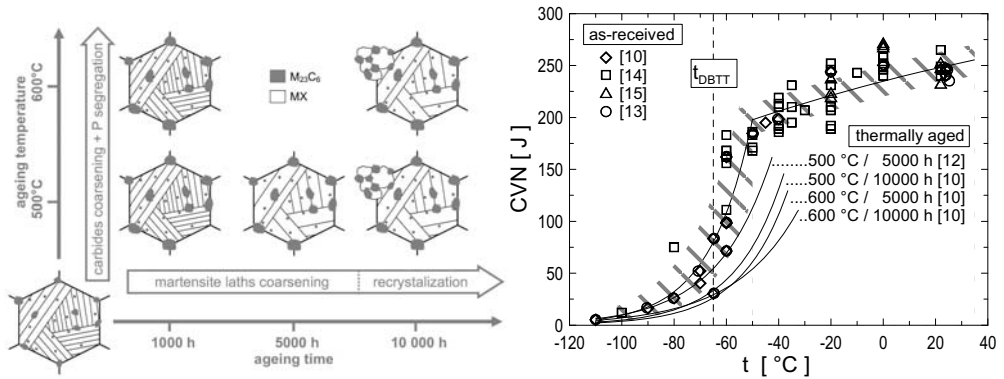 ageing temperature
600°C
500°C
carbides coarsening + P segregation
M₂₃C₆
MX
martensite laths coarsening
recrystalization
1000 h
5000 h
10 000 h
ageing time
CVN [ J ]
300
250
200
150
100
50
0
as-received
[10]
[14]
[15]
[13]
t_DBTT
thermally aged
.......500 °C / 5000 h [12]
.....500 °C / 10000 h [10]
....600 °C / 5000 h [10]
..600 °C / 10000 h [10]
-120 -100 -80 -60 -40 -20 0 20 40
t [ °C]